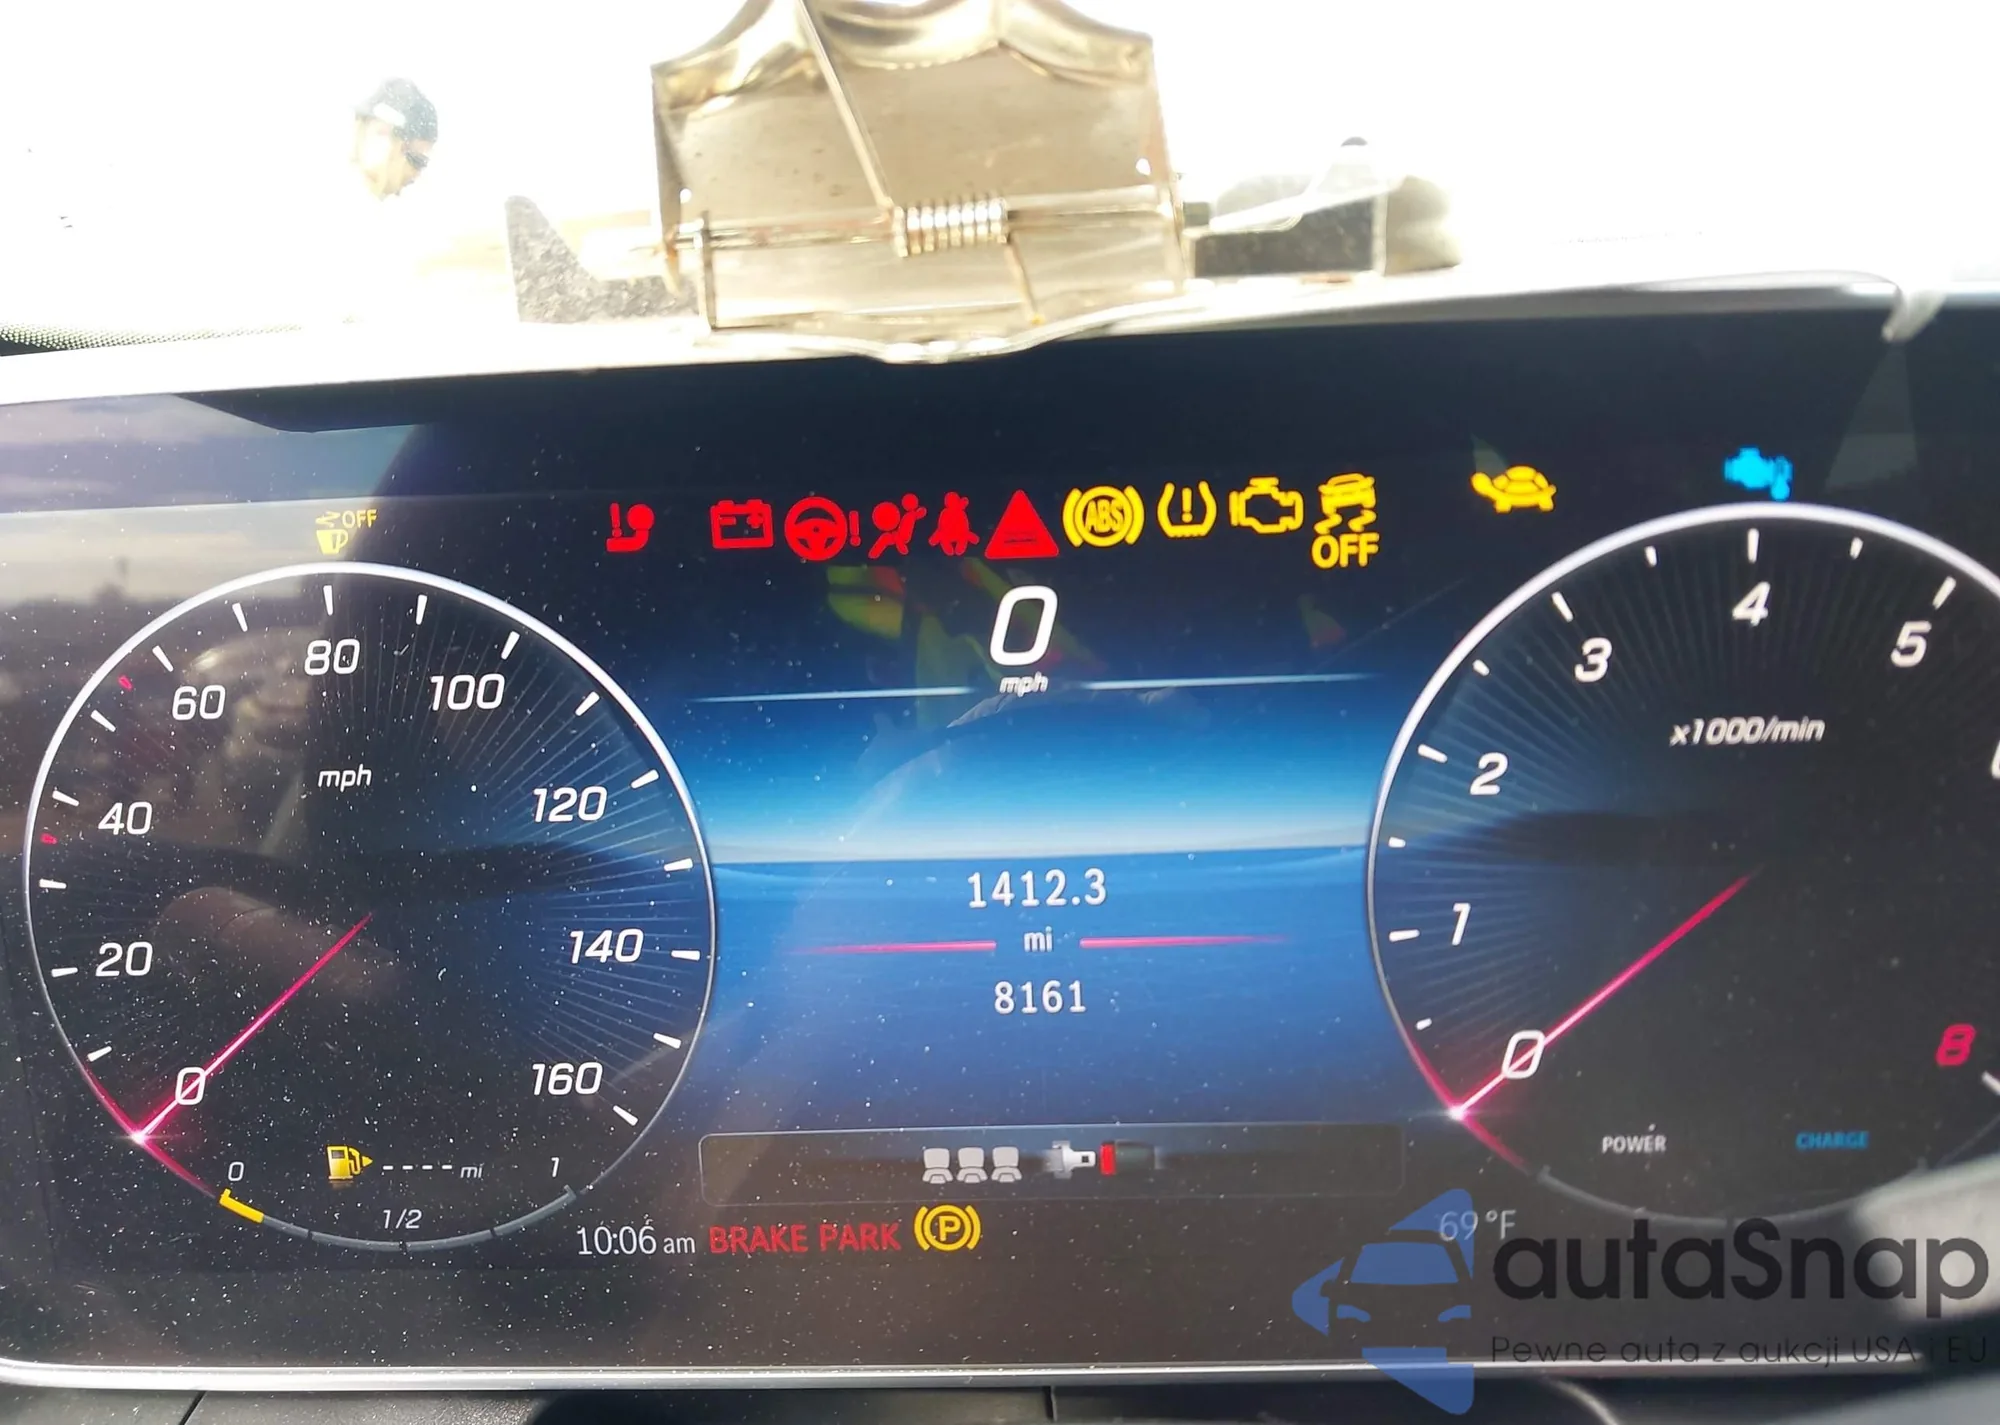 OFF
ABS
OFF
0
mph
0
20
40
60
80
100
120
140
160
mph
0
1
2
3
4
5
8
x1000/min
1412.3
mi
8161
0
---- mi
1
1/2
POWER
CHARGE
10:06 am
BRAKE PARK
P
69 °F
autaSnap
Pewne auta z aukcji USA i EU